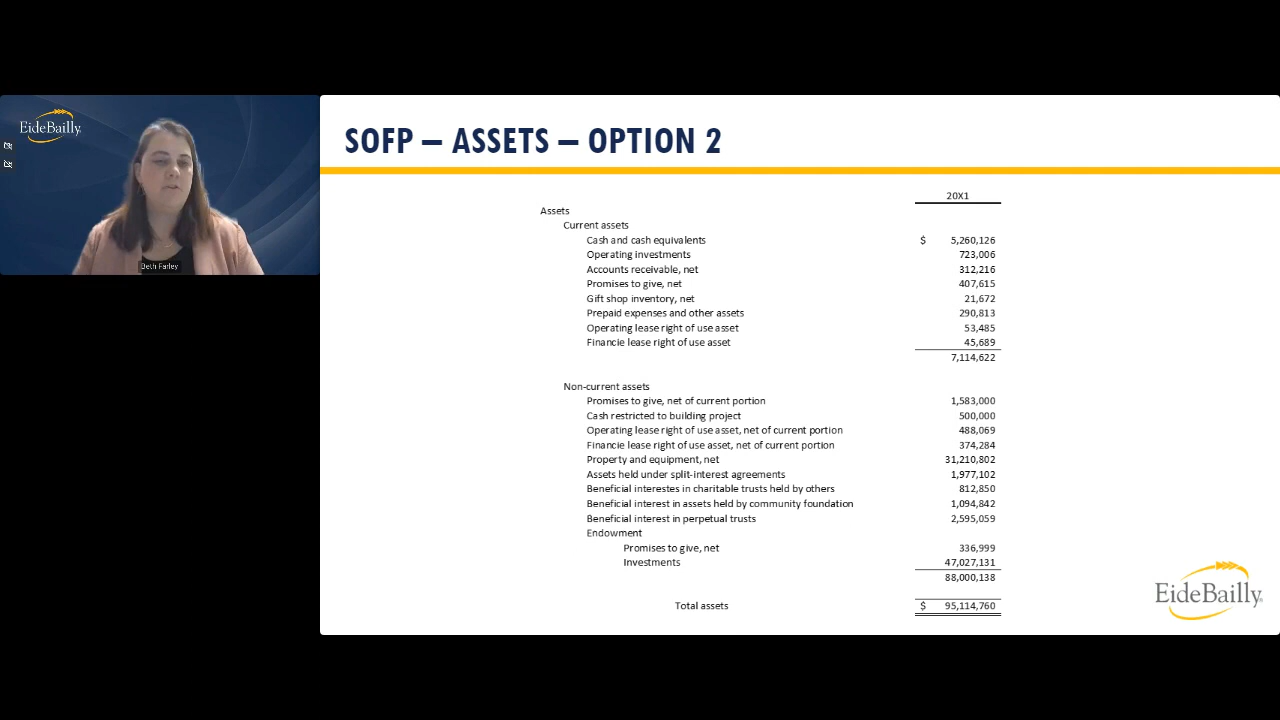 EideBailly
Beth Farley
SOFP – ASSETS – OPTION 2
20X1
Assets
Current assets
Cash and cash equivalents $ 5,260,126
Operating investments 723,006
Accounts receivable, net 312,216
Promises to give, net 407,615
Gift shop inventory, net 21,672
Prepaid expenses and other assets 290,813
Operating lease right of use asset 53,485
Financie lease right of use asset 45,689
7,114,622
Non-current assets
Promises to give, net of current portion 1,583,000
Cash restricted to building project 500,000
Operating lease right of use asset, net of current portion 488,069
Financie lease right of use asset, net of current portion 374,284
Property and equipment, net 31,210,802
Assets held under split-interest agreements 1,977,102
Beneficial interestes in charitable trusts held by others 812,850
Beneficial interest in assets held by community foundation 1,094,842
Beneficial interest in perpetual trusts 2,595,059
Endowment
Promises to give, net 336,999
Investments 47,027,131
88,000,138
Total assets $ 95,114,760
EideBailly